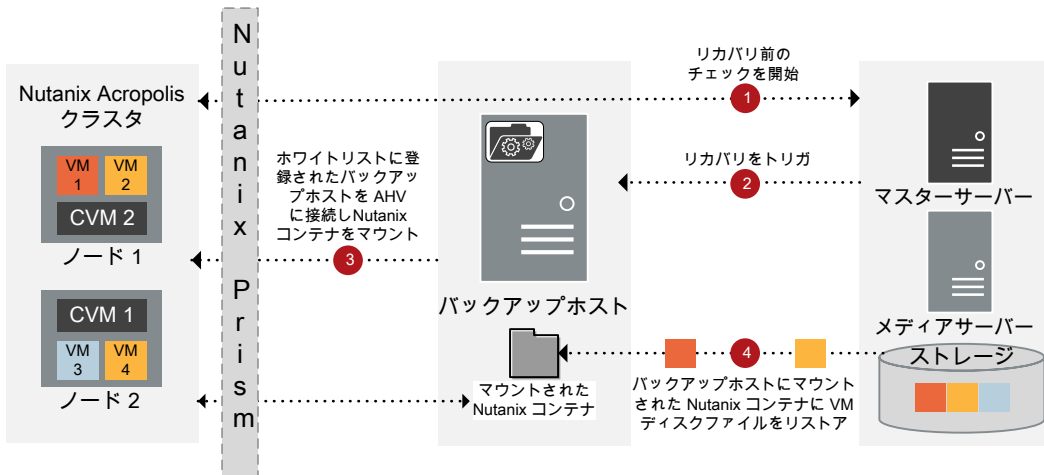 Nutanix Prism
Nutanix Acropolis
クラスタ
VM
1
VM
2
CVM 2
ノード 1
CVM 1
VM
3
VM
4
ノード 2
ホワイトリストに登
録されたバックアッ
プホストを AHV
に接続しNutanix
コンテナをマウント
3
バックアップホスト
マウントされた
Nutanix コンテナ
リカバリ前の
チェックを開始
1
リカバリをトリガ
2
4
バックアップホストにマウント
された Nutanix コンテナに VM
ディスクファイルをリストア
マスターサーバー
メディアサーバー
ストレージ